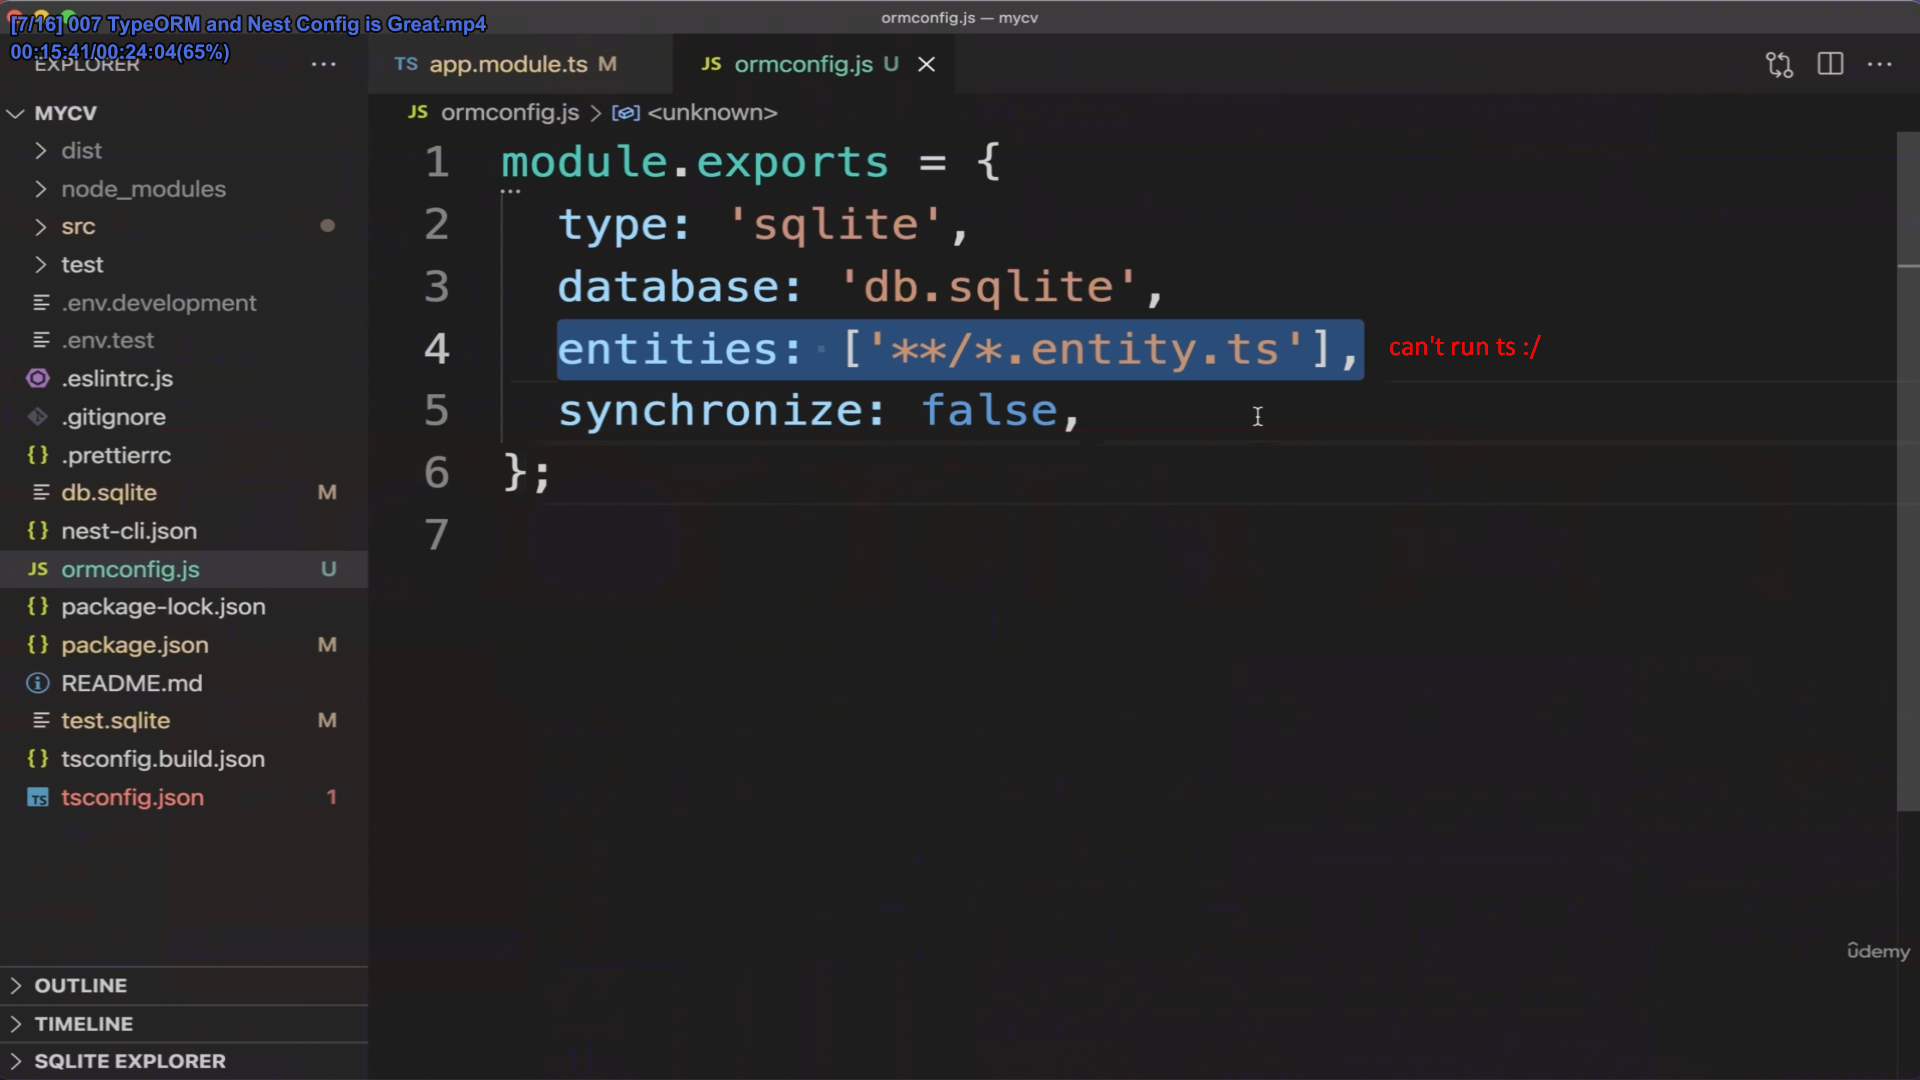 [7/16] 007 TypeORM and Nest Config is Great.mp4
00:15:41/00:24:04(65%)
ormconfig.js — mycv
EXPLORER
TS app.module.ts M
JS ormconfig.js U
JS ormconfig.js > <unknown>
MYCV
dist
node_modules
src
test
.env.development
.env.test
.eslintrc.js
.gitignore
.prettierrc
db.sqlite M
nest-cli.json
JS ormconfig.js U
package-lock.json
package.json M
README.md
test.sqlite M
tsconfig.build.json
TS tsconfig.json 1
OUTLINE
TIMELINE
SQLITE EXPLORER
1 module.exports = {
2 type: 'sqlite',
3 database: 'db.sqlite',
4 entities: ['**/*.entity.ts'], can't run ts :/
5 synchronize: false,
6 };
7
ûdemy